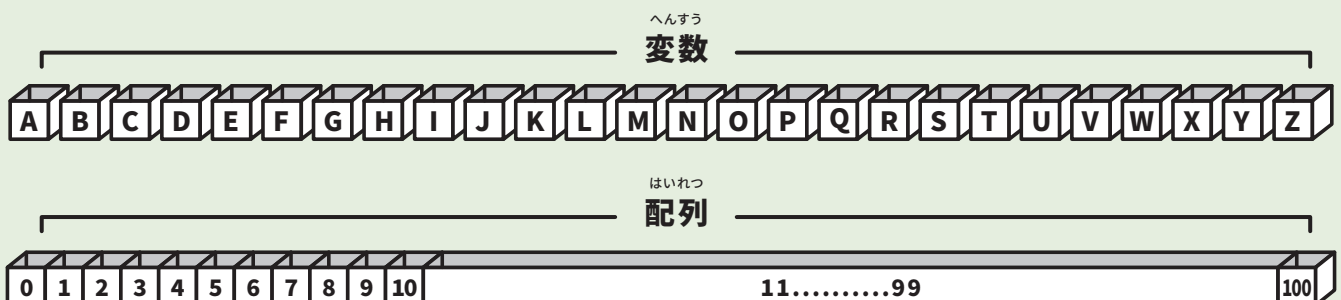 へんすう
変数
A B C D E F G H I J K L M N O P Q R S T U V W X Y Z
はいれつ
配列
0 1 2 3 4 5 6 7 8 9 10 11..........99 100